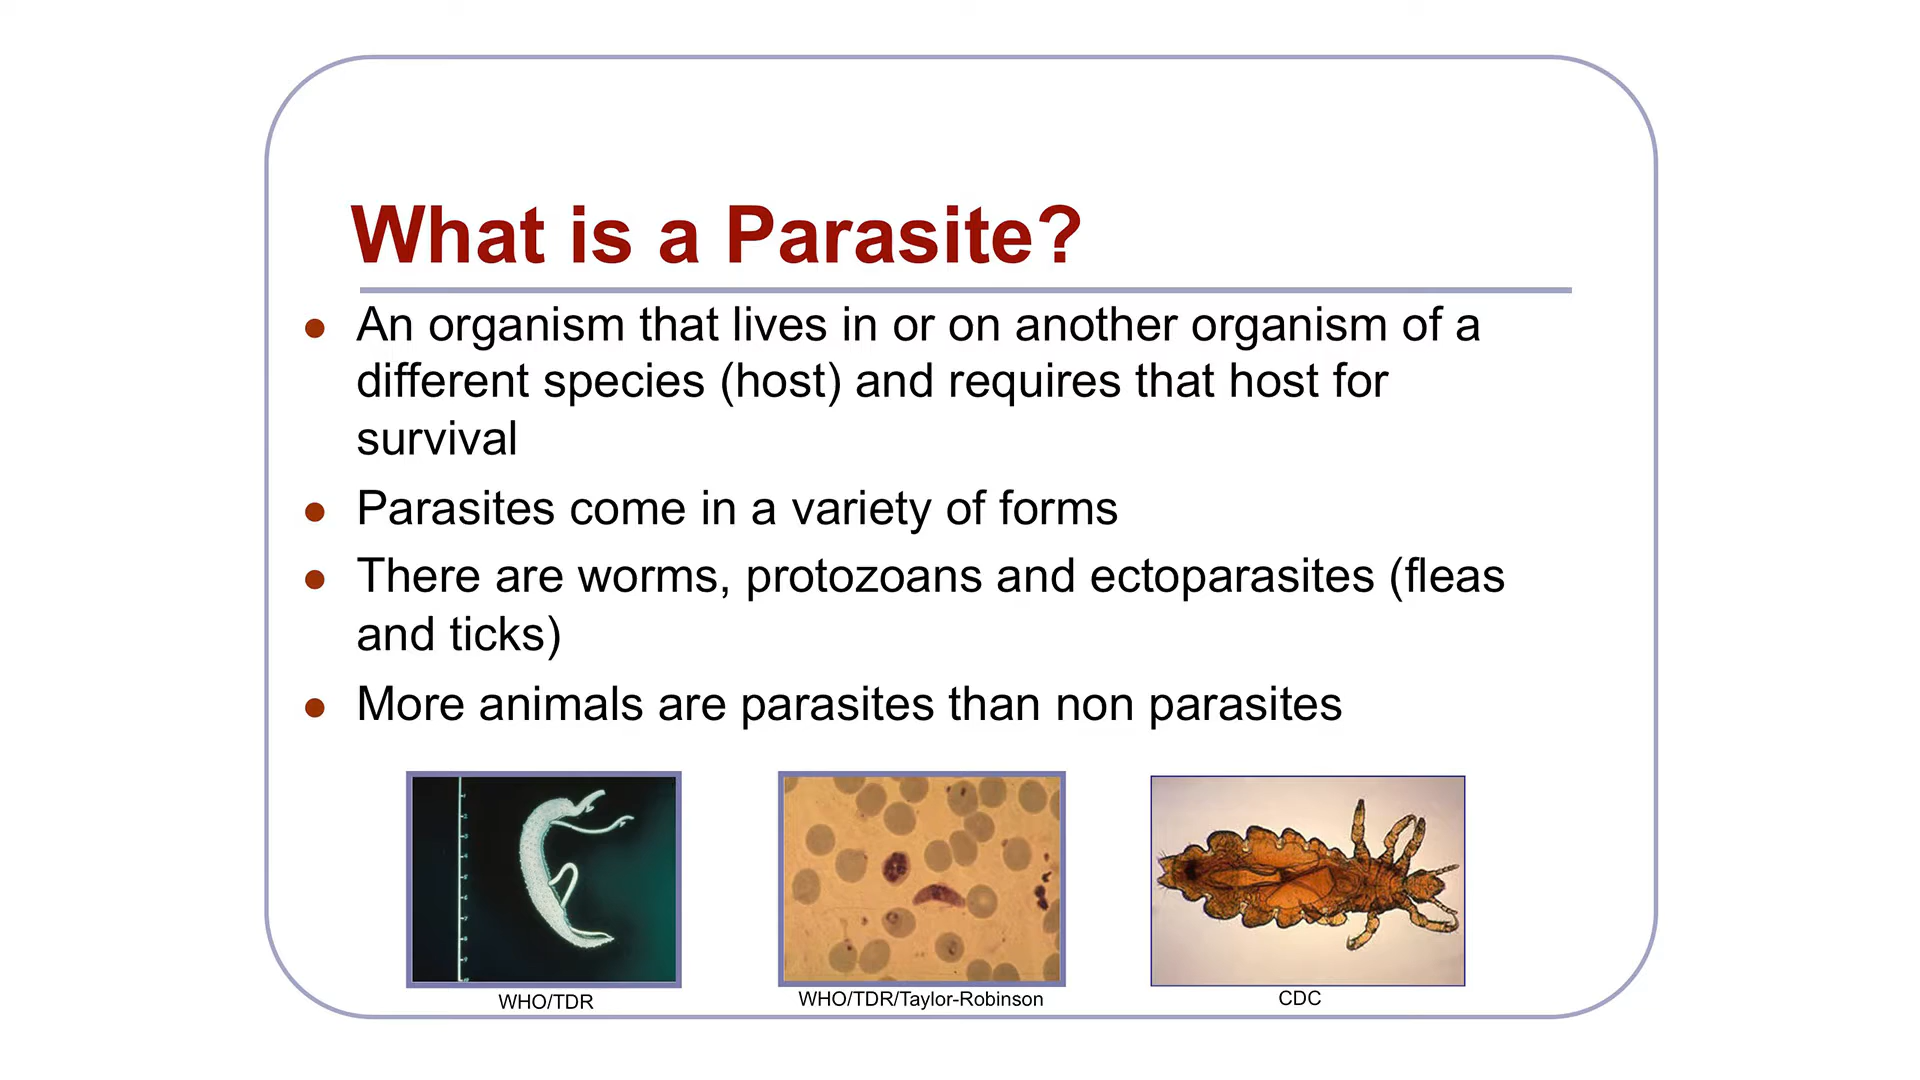 What is a Parasite?
An organism that lives in or on another organism of a
different species (host) and requires that host for
survival
Parasites come in a variety of forms
There are worms, protozoans and ectoparasites (fleas
and ticks)
More animals are parasites than non parasites
WHO/TDR
WHO/TDR/Taylor-Robinson
CDC